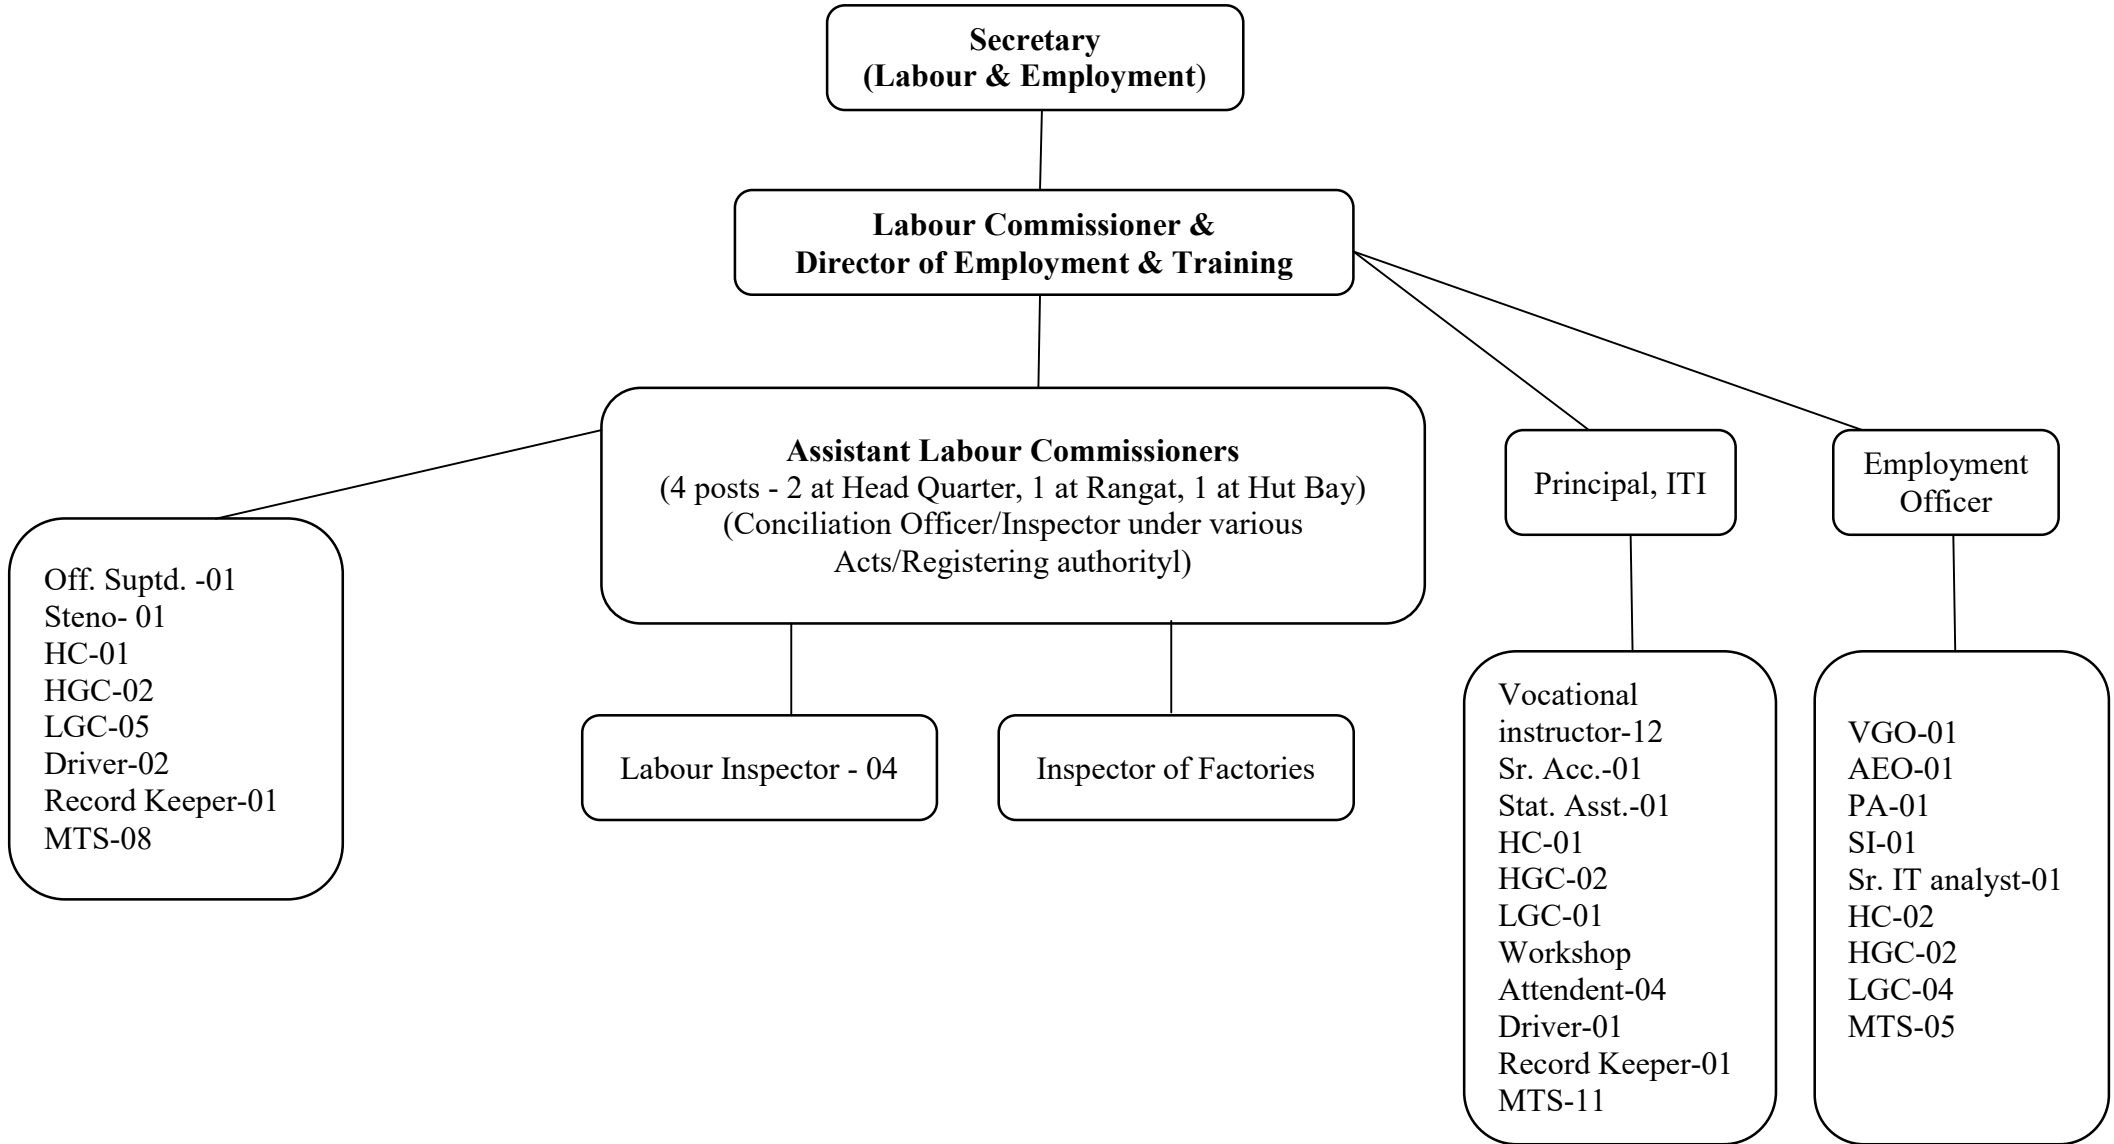 Secretary
(Labour & Employment)
Labour Commissioner &
Director of Employment & Training
Assistant Labour Commissioners
(4 posts - 2 at Head Quarter, 1 at Rangat, 1 at Hut Bay)
(Conciliation Officer/Inspector under various
Acts/Registering authorityl)
Principal, ITI
Employment
Officer
Off. Suptd. -01
Steno- 01
HC-01
HGC-02
LGC-05
Driver-02
Record Keeper-01
MTS-08
Labour Inspector - 04
Inspector of Factories
Vocational
instructor-12
Sr. Acc.-01
Stat. Asst.-01
HC-01
HGC-02
LGC-01
Workshop
Attendent-04
Driver-01
Record Keeper-01
MTS-11
VGO-01
AEO-01
PA-01
SI-01
Sr. IT analyst-01
HC-02
HGC-02
LGC-04
MTS-05